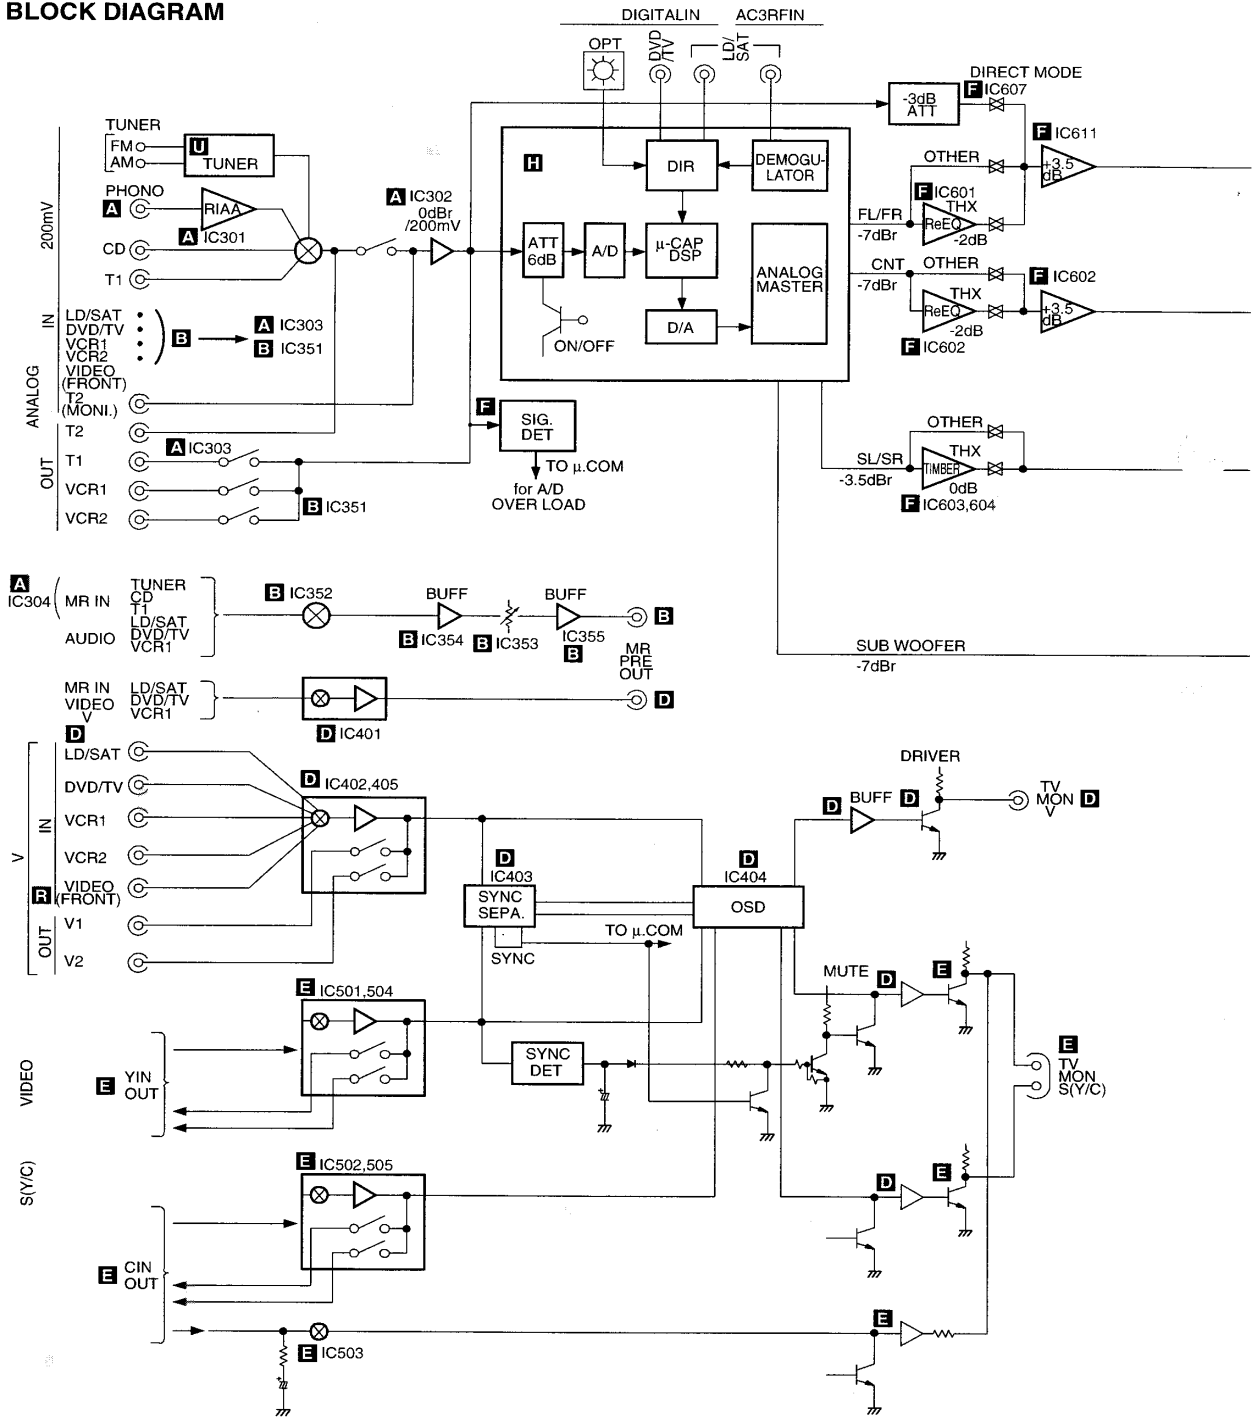 BLOCK DIAGRAM
DIGITALIN AC3RFIN
OPT
DVD
/TV
LD/
SAT
DIRECT MODE
F IC607
-3dB
ATT
F IC611
+3.5
dB
TUNER
FM
AM
U
TUNER
PHONO
A
RIAA
A IC301
CD
T1
200mV
A IC302
0dBr
/200mV
H
DIR
DEMOGU-
LATOR
ATT
6dB
A/D
μ-CAP
DSP
D/A
ANALOG
MASTER
ON/OFF
OTHER
F IC601
THX
ReEQ
-2dB
FL/FR
-7dBr
CNT
-7dBr
OTHER
THX
ReEQ
-2dB
F IC602
F IC602
+3.5
dB
IN
ANALOG
LD/SAT
DVD/TV
VCR1
VCR2
VIDEO
(FRONT)
B
A IC303
B IC351
T2
(MONI.)
OUT
T2
T1
VCR1
VCR2
A IC303
B IC351
F
SIG.
DET
TO μ.COM
for A/D
OVER LOAD
OTHER
THX
TIMBER
0dB
SL/SR
-3.5dBr
F IC603,604
SUB WOOFER
-7dBr
A
IC304
MR IN
AUDIO
TUNER
CD
T1
LD/SAT
DVD/TV
VCR1
B IC352
BUFF
B IC354
B IC353
BUFF
IC355
B
B
MR
PRE
OUT
D
MR IN
VIDEO
V
LD/SAT
DVD/TV
VCR1
D IC401
D
LD/SAT
DVD/TV
VCR1
VCR2
R VIDEO
(FRONT)
V1
V2
V
IN
OUT
D IC402,405
D
IC403
SYNC
SEPA.
SYNC
TO μ.COM
D
IC404
OSD
D BUFF
D
DRIVER
TV
MON D
V
E IC501,504
VIDEO
E YIN
OUT
SYNC
DET
MUTE
D
E
E
TV
MON
S(Y/C)
S(Y/C)
E IC502,505
E CIN
OUT
D
E
E IC503
E